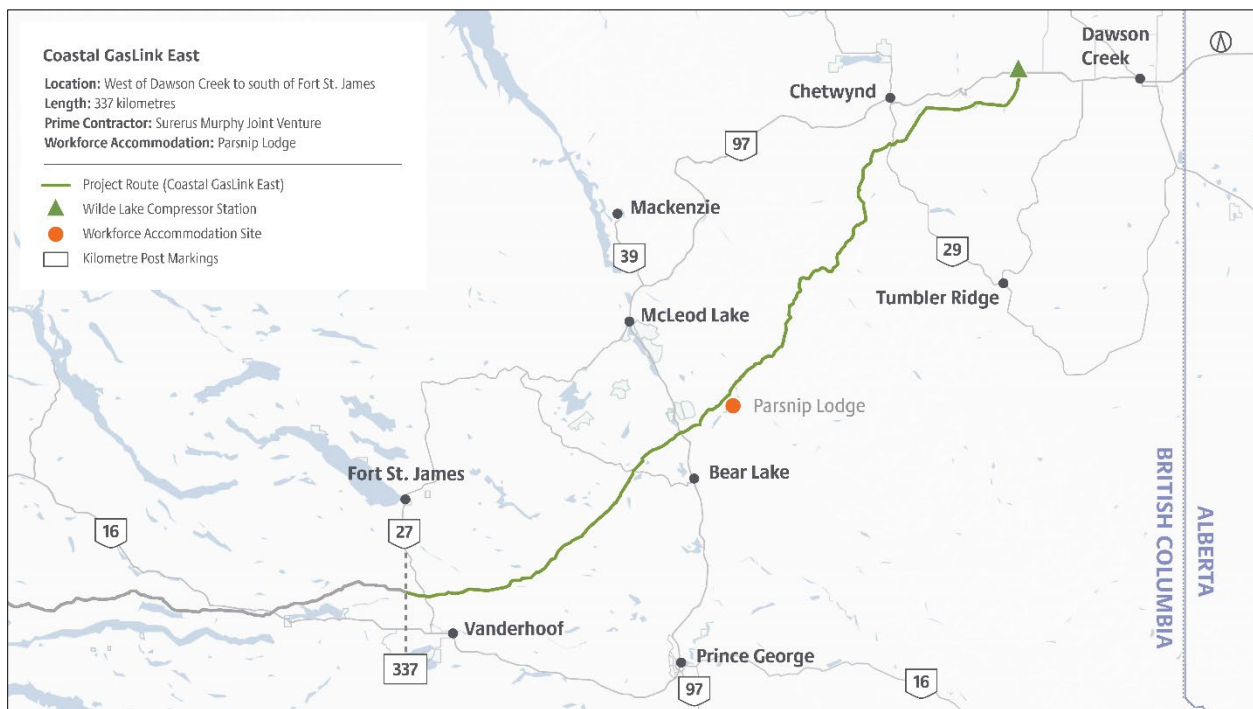 Coastal GasLink East
Location: West of Dawson Creek to south of Fort St. James
Length: 337 kilometres
Prime Contractor: Surerus Murphy Joint Venture
Workforce Accommodation: Parsnip Lodge
Project Route (Coastal GasLink East)
Wilde Lake Compressor Station
Workforce Accommodation Site
Kilometre Post Markings
Dawson
Creek
Chetwynd
97
Mackenzie
39
29
Tumbler Ridge
McLeod Lake
Parsnip Lodge
Fort St. James
Bear Lake
BRITISH COLUMBIA
ALBERTA
16
27
Vanderhoof
337
Prince George
97
16